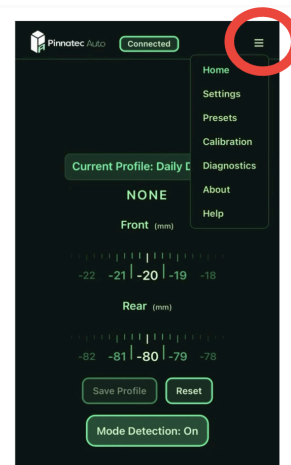 Pinnatec Auto
Connected
Home
Settings
Presets
Calibration
Diagnostics
About
Help
Current Profile: Daily D
NONE
Front (mm)
-22 -21 -20 -19 -18
Rear (mm)
-82 -81 -80 -79 -78
Save Profile
Reset
Mode Detection: On